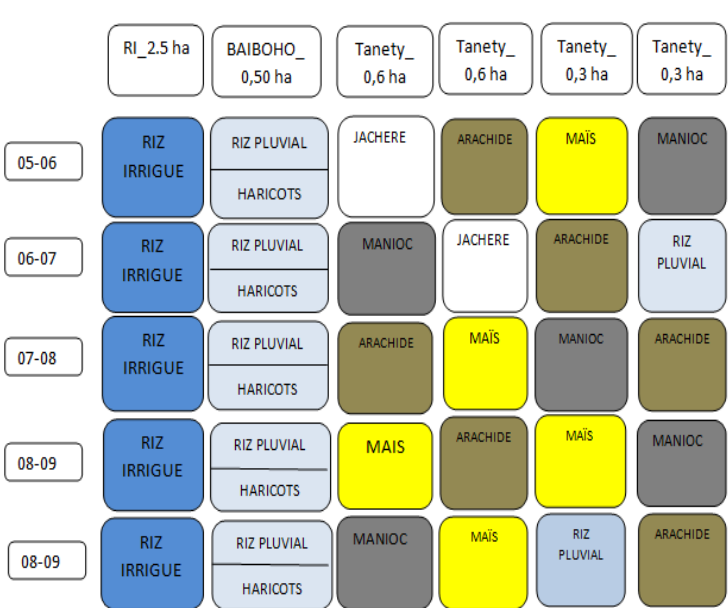 RI_2.5 ha
BAIBOHO_
0,50 ha
Tanety_
0,6 ha
Tanety_
0,6 ha
Tanety_
0,3 ha
Tanety_
0,3 ha
05-06
RIZ
IRRIGUE
RIZ PLUVIAL
HARICOTS
JACHERE
ARACHIDE
MAÏS
MANIOC
06-07
RIZ
IRRIGUE
RIZ PLUVIAL
HARICOTS
MANIOC
JACHERE
ARACHIDE
RIZ
PLUVIAL
07-08
RIZ
IRRIGUE
RIZ PLUVIAL
HARICOTS
ARACHIDE
MAÏS
MANIOC
ARACHIDE
08-09
RIZ
IRRIGUE
RIZ PLUVIAL
HARICOTS
MAIS
ARACHIDE
MAÏS
MANIOC
08-09
RIZ
IRRIGUE
RIZ PLUVIAL
HARICOTS
MANIOC
MAÏS
RIZ
PLUVIAL
ARACHIDE